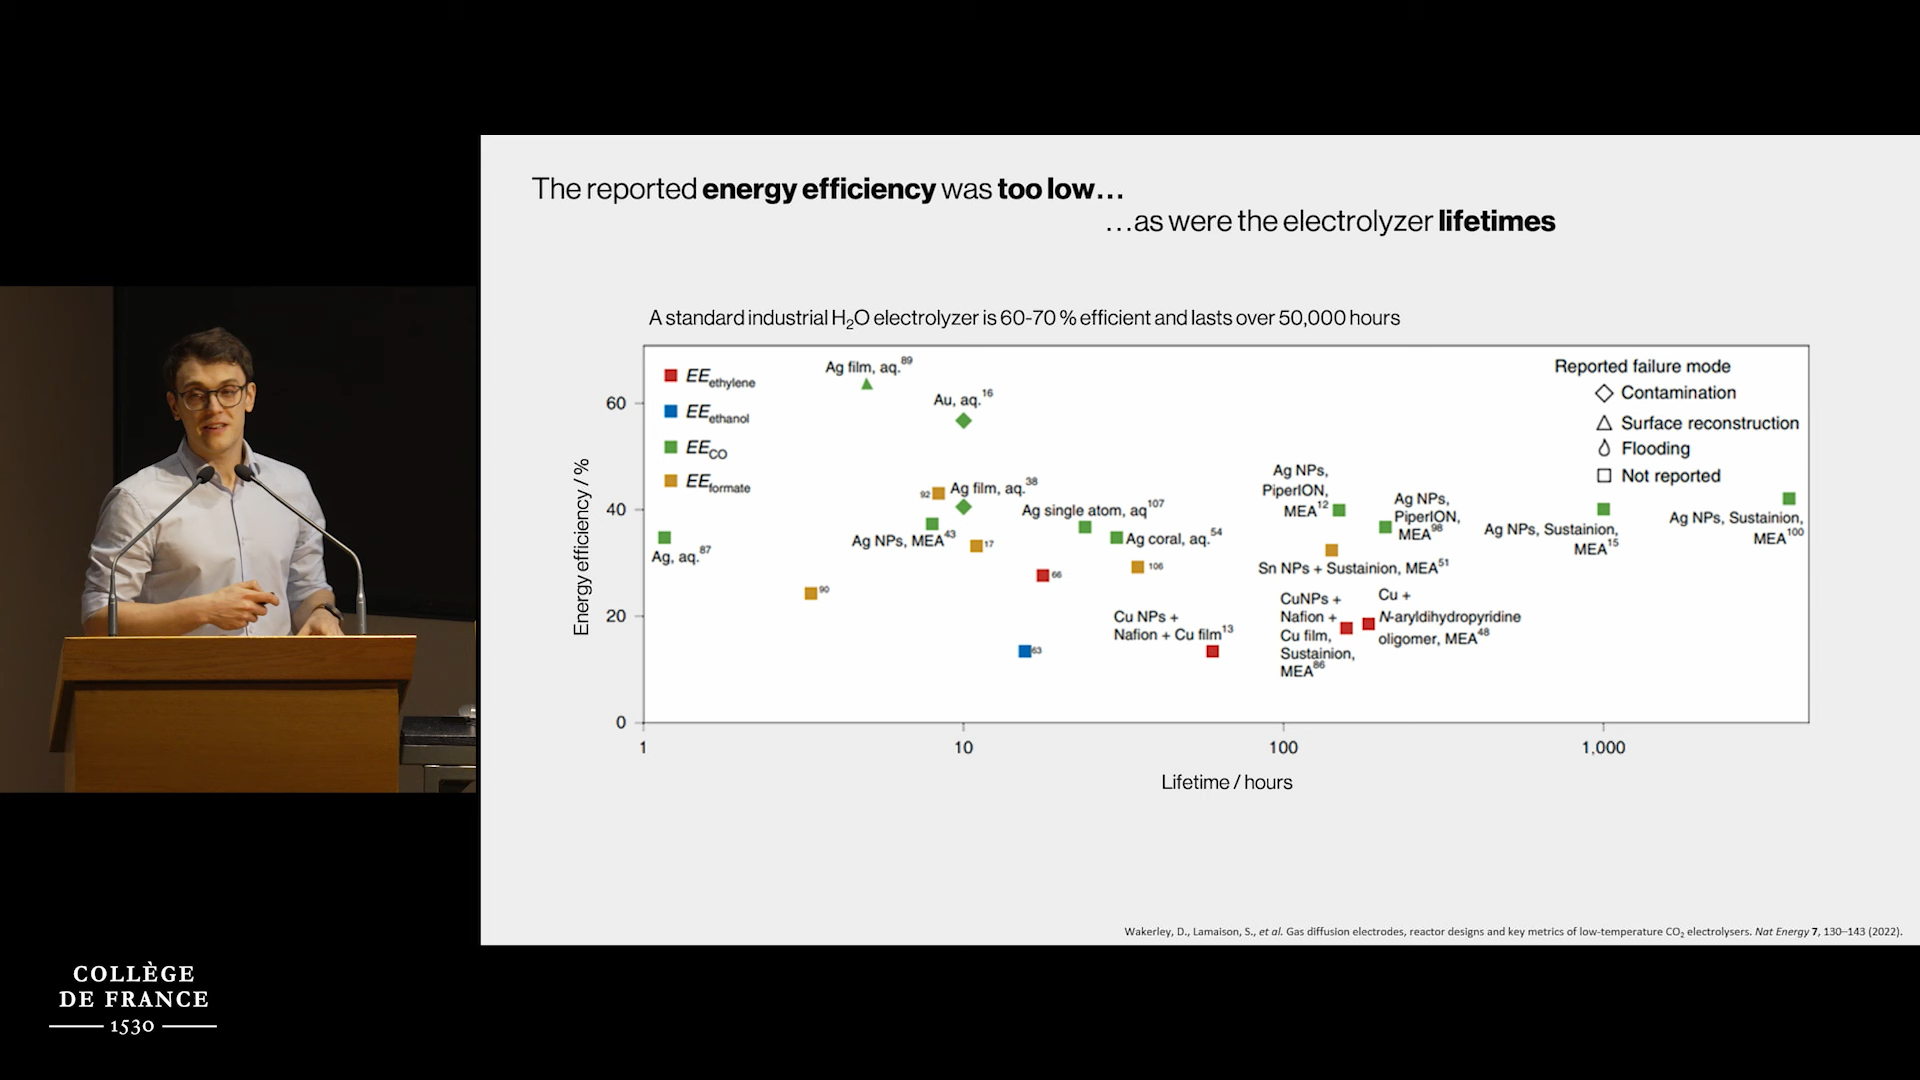 The reported energy efficiency was too low...
...as were the electrolyzer lifetimes
A standard industrial H₂O electrolyzer is 60-70 % efficient and lasts over 50,000 hours
EE ethylene
EE ethanol
EE CO
EE formate
Reported failure mode
Contamination
Surface reconstruction
Flooding
Not reported
Ag film, aq.⁸⁹
Au, aq.¹⁶
92
Ag film, aq.³⁸
Ag single atom, aq¹⁰⁷
Ag NPs,
PiperION,
MEA¹²
Ag NPs,
PiperION,
MEA⁹⁸
Ag NPs, Sustainion,
MEA¹⁵
Ag NPs, Sustainion,
MEA¹⁰⁰
Ag, aq.⁸⁷
Ag NPs, MEA⁴³
17
Ag coral, aq.⁵⁴
Sn NPs + Sustainion, MEA⁵¹
90
66
106
63
Cu NPs +
Nafion + Cu film¹³
CuNPs +
Nafion +
Cu film,
Sustainion,
MEA⁸⁶
Cu +
N-aryldihydropyridine
oligomer, MEA⁴⁸
Energy efficiency / %
60
40
20
0
1
10
100
1,000
Lifetime / hours
Wakerley, D., Lamaison, S., et al. Gas diffusion electrodes, reactor designs and key metrics of low-temperature CO₂ electrolysers. Nat Energy 7, 130–143 (2022).
COLLÈGE
DE FRANCE
1530